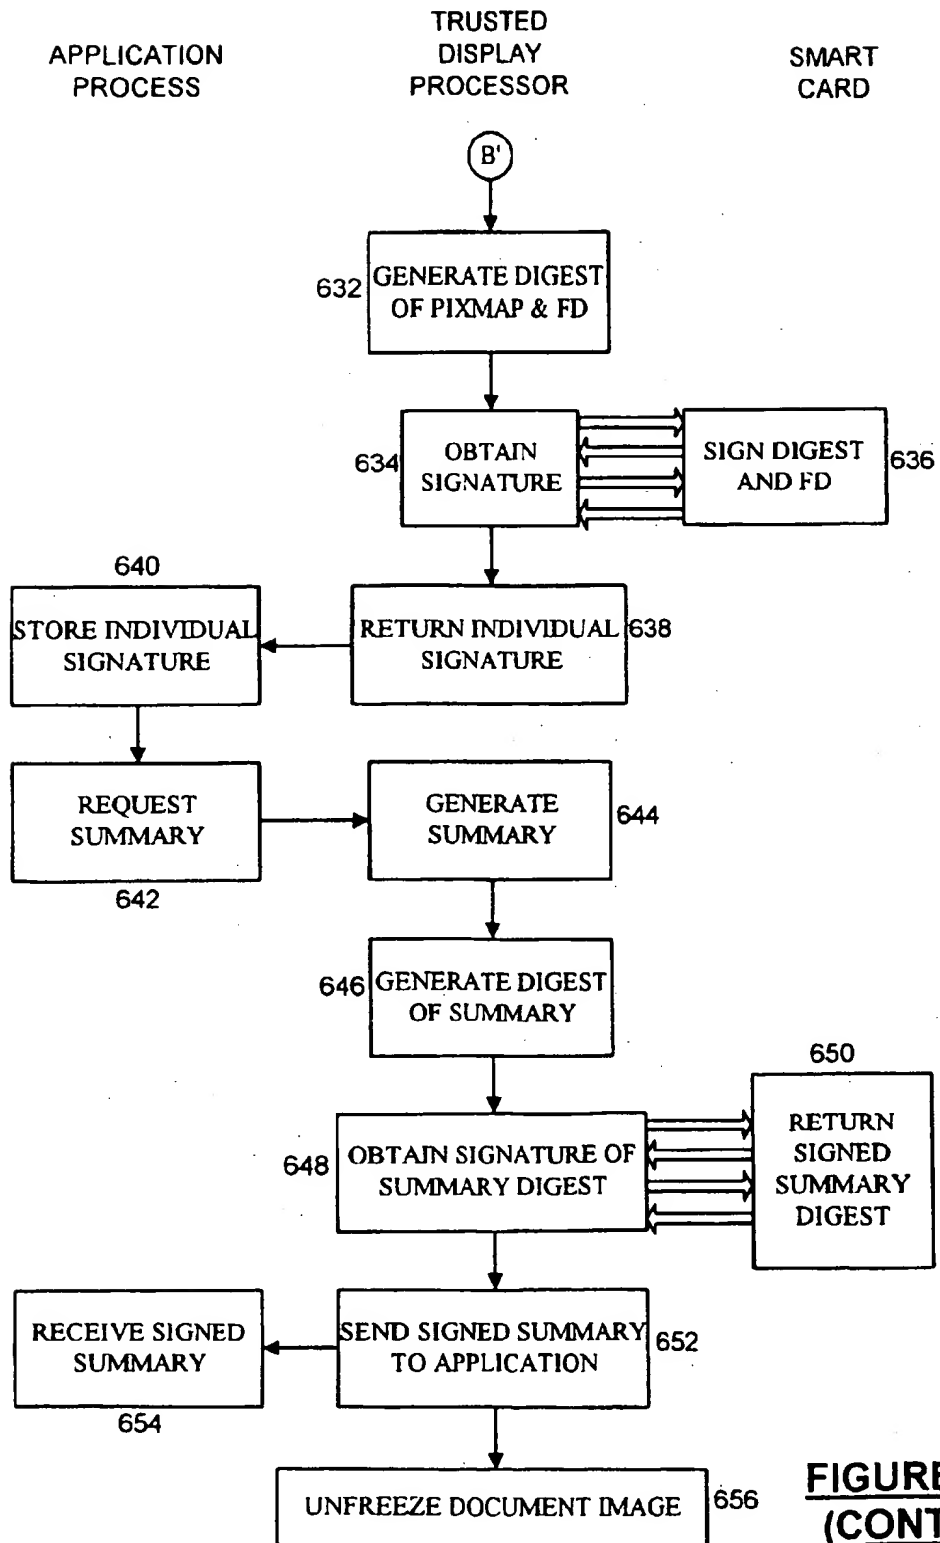 APPLICATION
PROCESS
TRUSTED
DISPLAY
PROCESSOR
SMART
CARD
B'
632
GENERATE DIGEST
OF PIXMAP & FD
634
OBTAIN
SIGNATURE
SIGN DIGEST
AND FD
636
640
STORE INDIVIDUAL
SIGNATURE
RETURN INDIVIDUAL
SIGNATURE
638
REQUEST
SUMMARY
642
GENERATE
SUMMARY
644
646
GENERATE DIGEST
OF SUMMARY
650
648
OBTAIN SIGNATURE OF
SUMMARY DIGEST
RETURN
SIGNED
SUMMARY
DIGEST
RECEIVE SIGNED
SUMMARY
654
SEND SIGNED SUMMARY
TO APPLICATION
652
UNFREEZE DOCUMENT IMAGE
656
FIGURE
(CONT